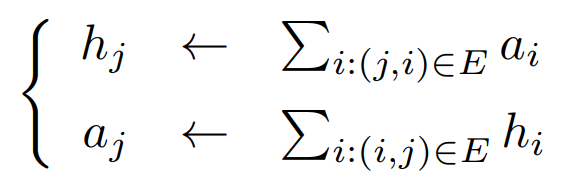 h_j ← ∑_{i:(j,i)∈E} a_i
a_j ← ∑_{i:(i,j)∈E} h_i